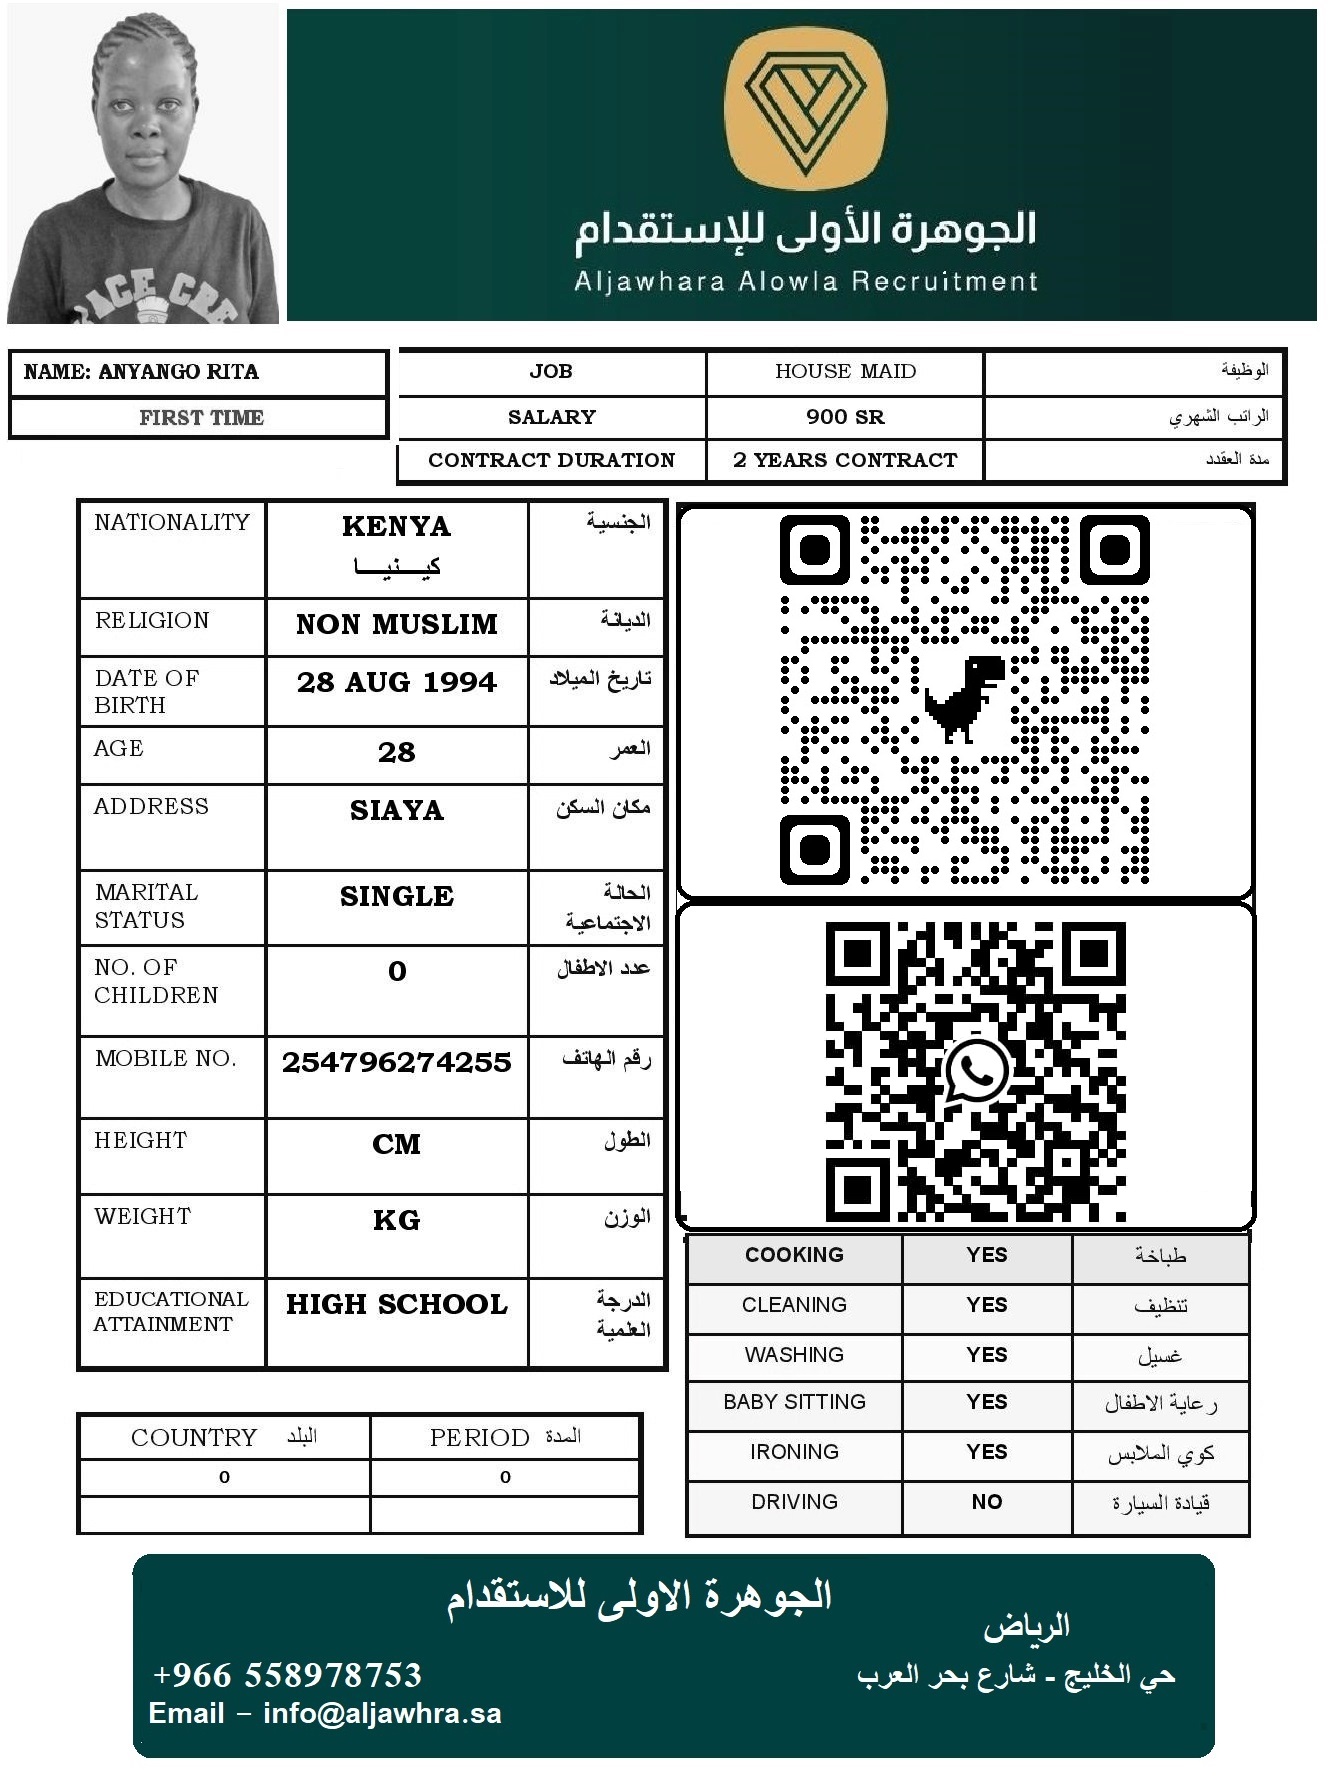 الجوهرة الأولى للإستقدام
Aljawhara Alowla Recruitment
NAME: ANYANGO RITA
FIRST TIME
JOB HOUSE MAID الوظيفة
SALARY 900 SR الراتب الشهري
CONTRACT DURATION 2 YEARS CONTRACT مدة العقدد
NATIONALITY KENYA الجنسية
كيـــنيـــا
RELIGION NON MUSLIM الديانة
DATE OF 28 AUG 1994 تاريخ الميلاد
BIRTH
AGE 28 العمر
ADDRESS SIAYA مكان السكن
MARITAL SINGLE الحالة
STATUS الاجتماعية
NO. OF 0 عدد الاطفال
CHILDREN
MOBILE NO. 254796274255 رقم الهاتف
HEIGHT CM الطول
WEIGHT KG الوزن
EDUCATIONAL HIGH SCHOOL الدرجة
ATTAINMENT العلمية
COOKING YES طباخة
CLEANING YES تنظيف
WASHING YES غسيل
BABY SITTING YES رعاية الاطفال
IRONING YES كوي الملابس
DRIVING NO قيادة السيارة
COUNTRY البلد PERIOD المدة
0 0
الجوهرة الاولى للاستقدام
الرياض
حي الخليج - شارع بحر العرب
+966 558978753
Email – info@aljawhra.sa